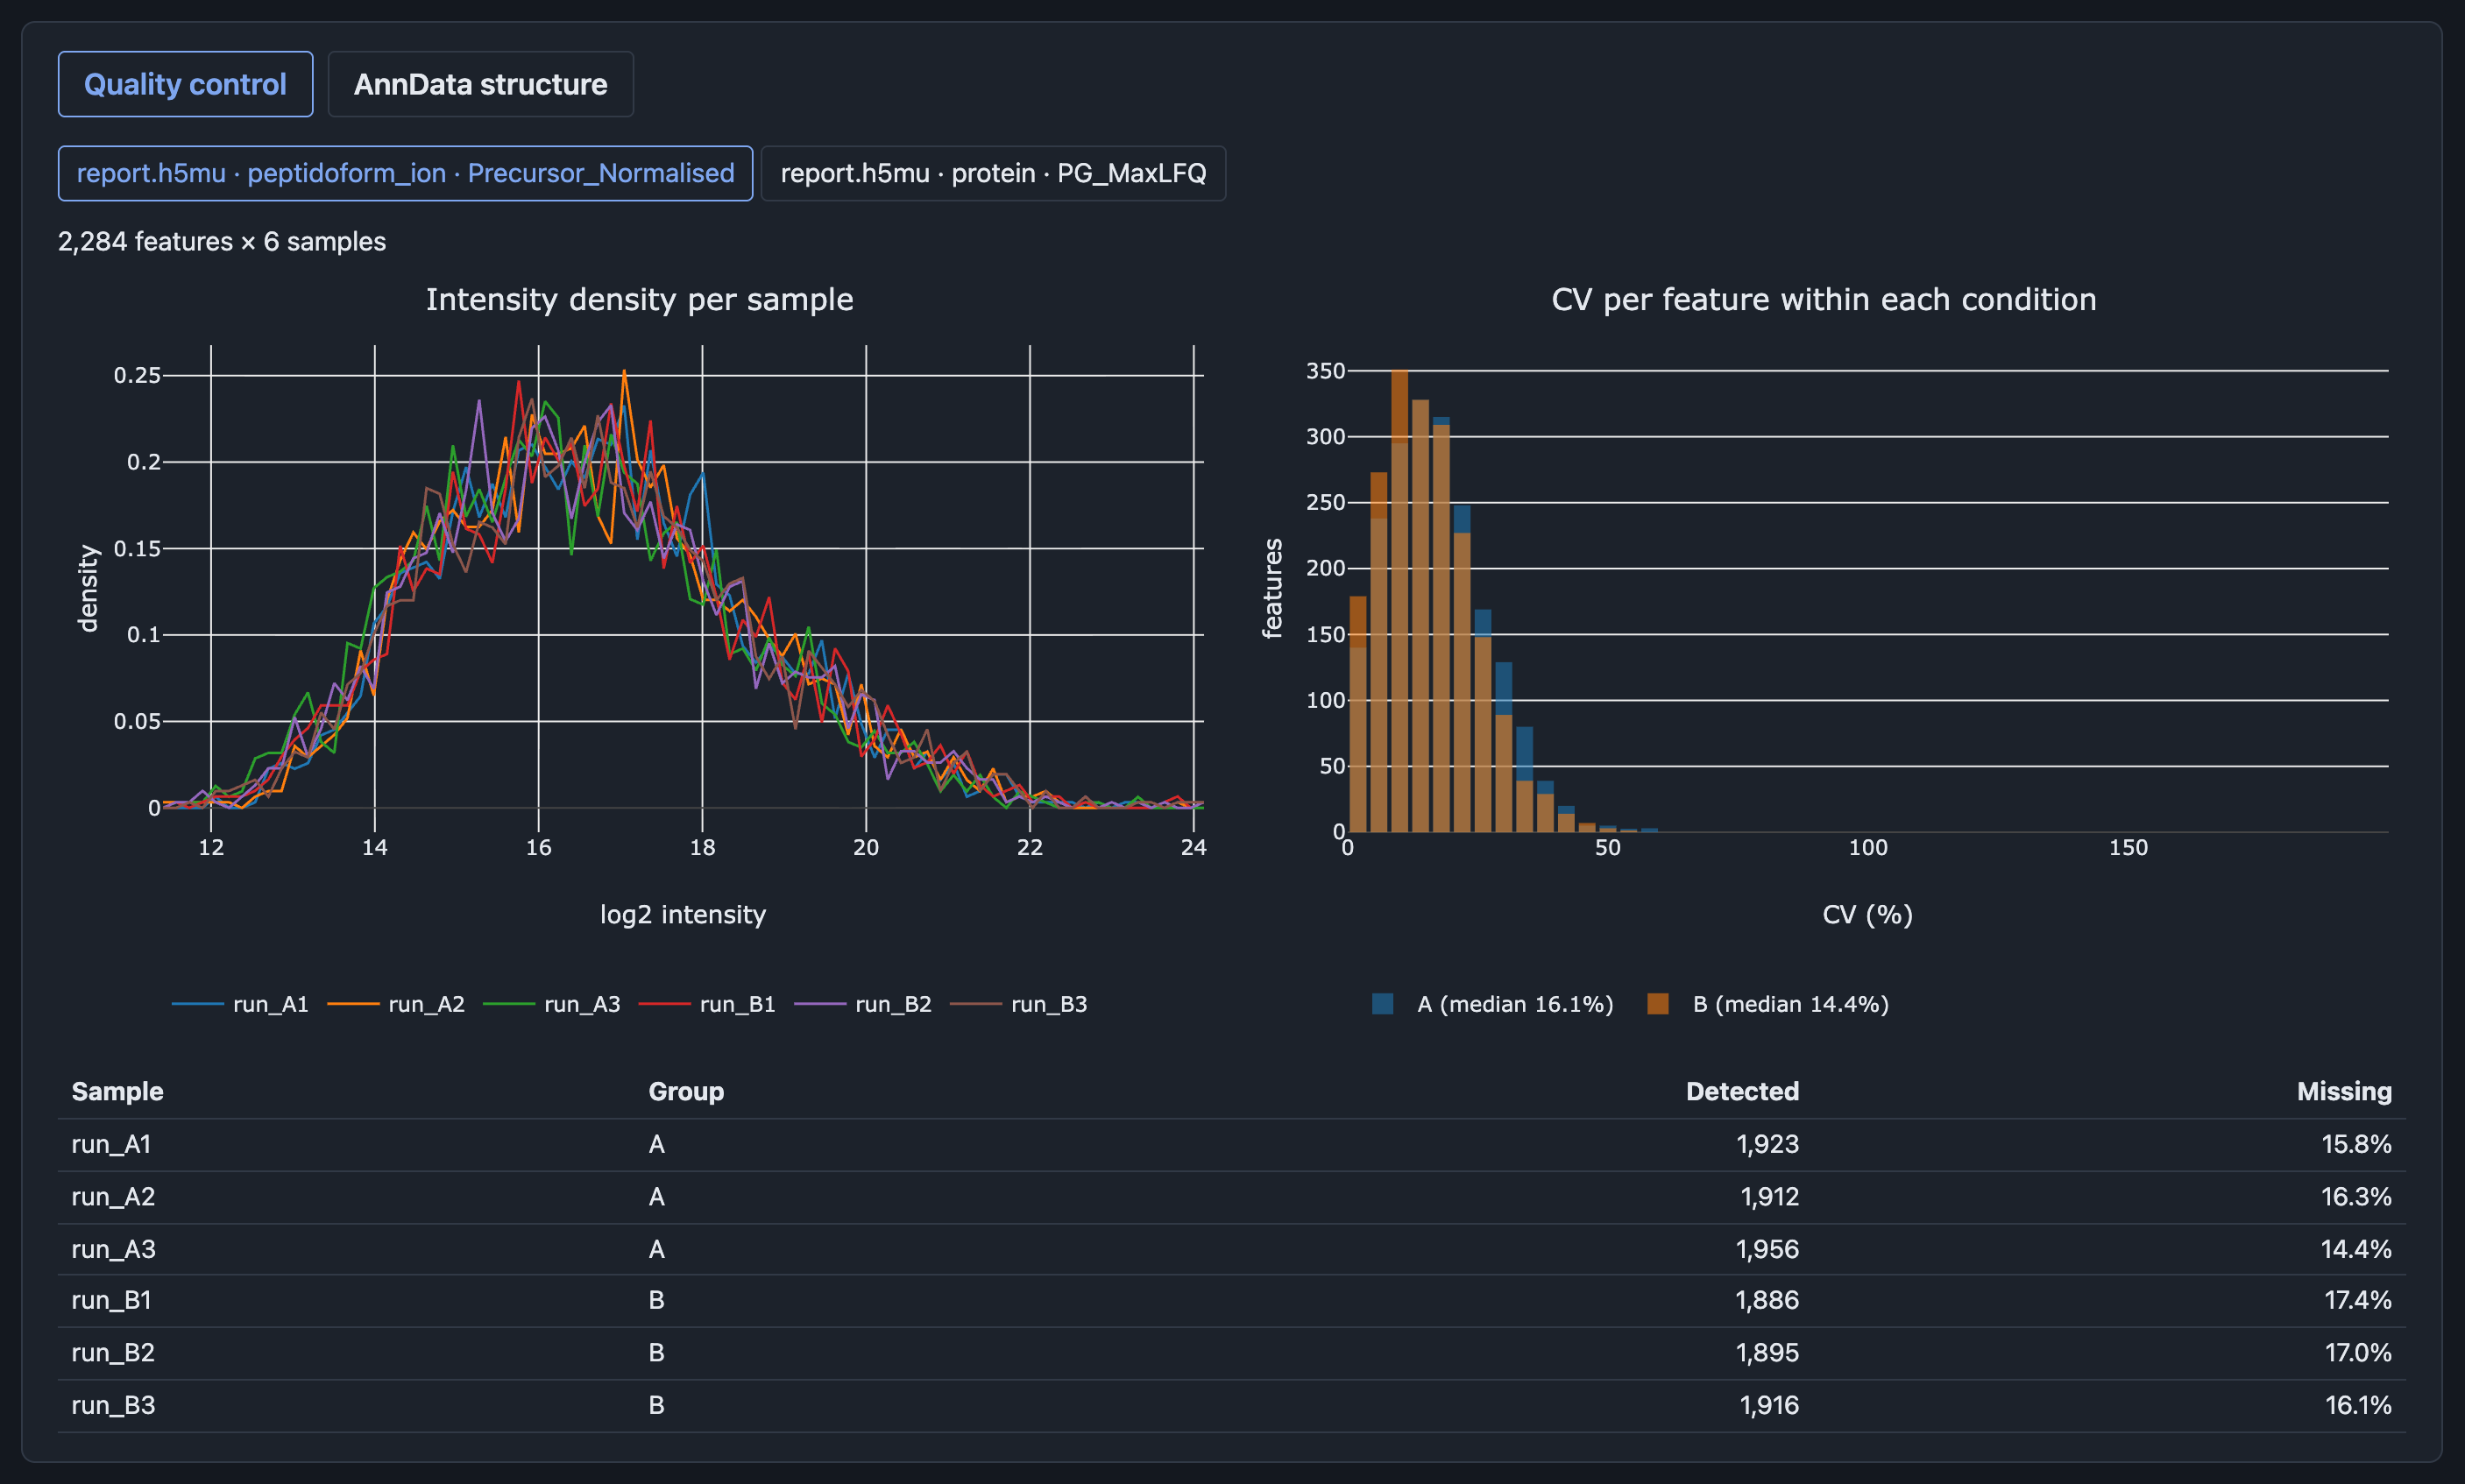 Quality control AnnData structure
report.h5mu · peptidoform_ion · Precursor_Normalised report.h5mu · protein · PG_MaxLFQ
2,284 features × 6 samples
Intensity density per sample
0.25
0.2
0.15
0.1
0.05
0
density
12 14 16 18 20 22 24
log2 intensity
run_A1 run_A2 run_A3 run_B1 run_B2 run_B3
CV per feature within each condition
350
300
250
200
150
100
50
0
features
0 50 100 150
CV (%)
A (median 16.1%) B (median 14.4%)
Sample Group Detected Missing
run_A1 A 1,923 15.8%
run_A2 A 1,912 16.3%
run_A3 A 1,956 14.4%
run_B1 B 1,886 17.4%
run_B2 B 1,895 17.0%
run_B3 B 1,916 16.1%